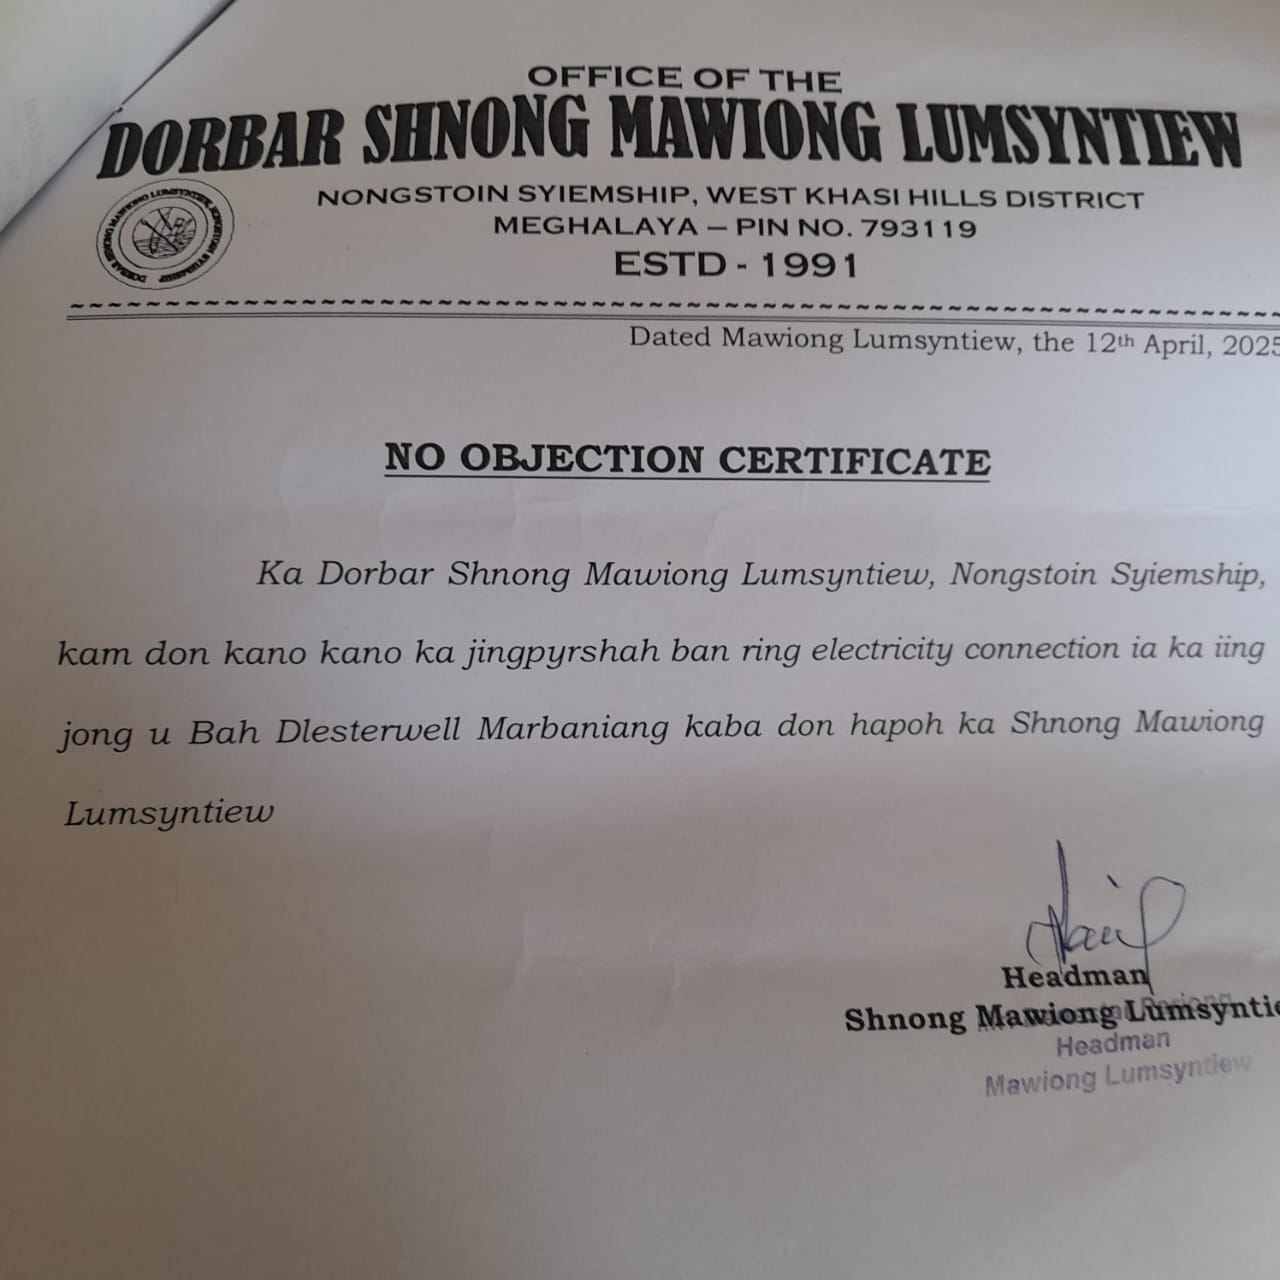 OFFICE OF THE
DORBAR SHNONG MAWIONG LUMSYNTIEW
NONGSTOIN SYIEMSHIP, WEST KHASI HILLS DISTRICT
MEGHALAYA – PIN NO. 793119
ESTD - 1991
Dated Mawiong Lumsyntiew, the 12th April, 2025
NO OBJECTION CERTIFICATE
Ka Dorbar Shnong Mawiong Lumsyntiew, Nongstoin Syiemship,
kam don kano kano ka jingpyrshah ban ring electricity connection ia ka iing
jong u Bah Dlesterwell Marbaniang kaba don hapoh ka Shnong Mawiong
Lumsyntiew
Headman
Shnong Mawiong Lumsyntie
Headman
Mawiong Lumsyntiew